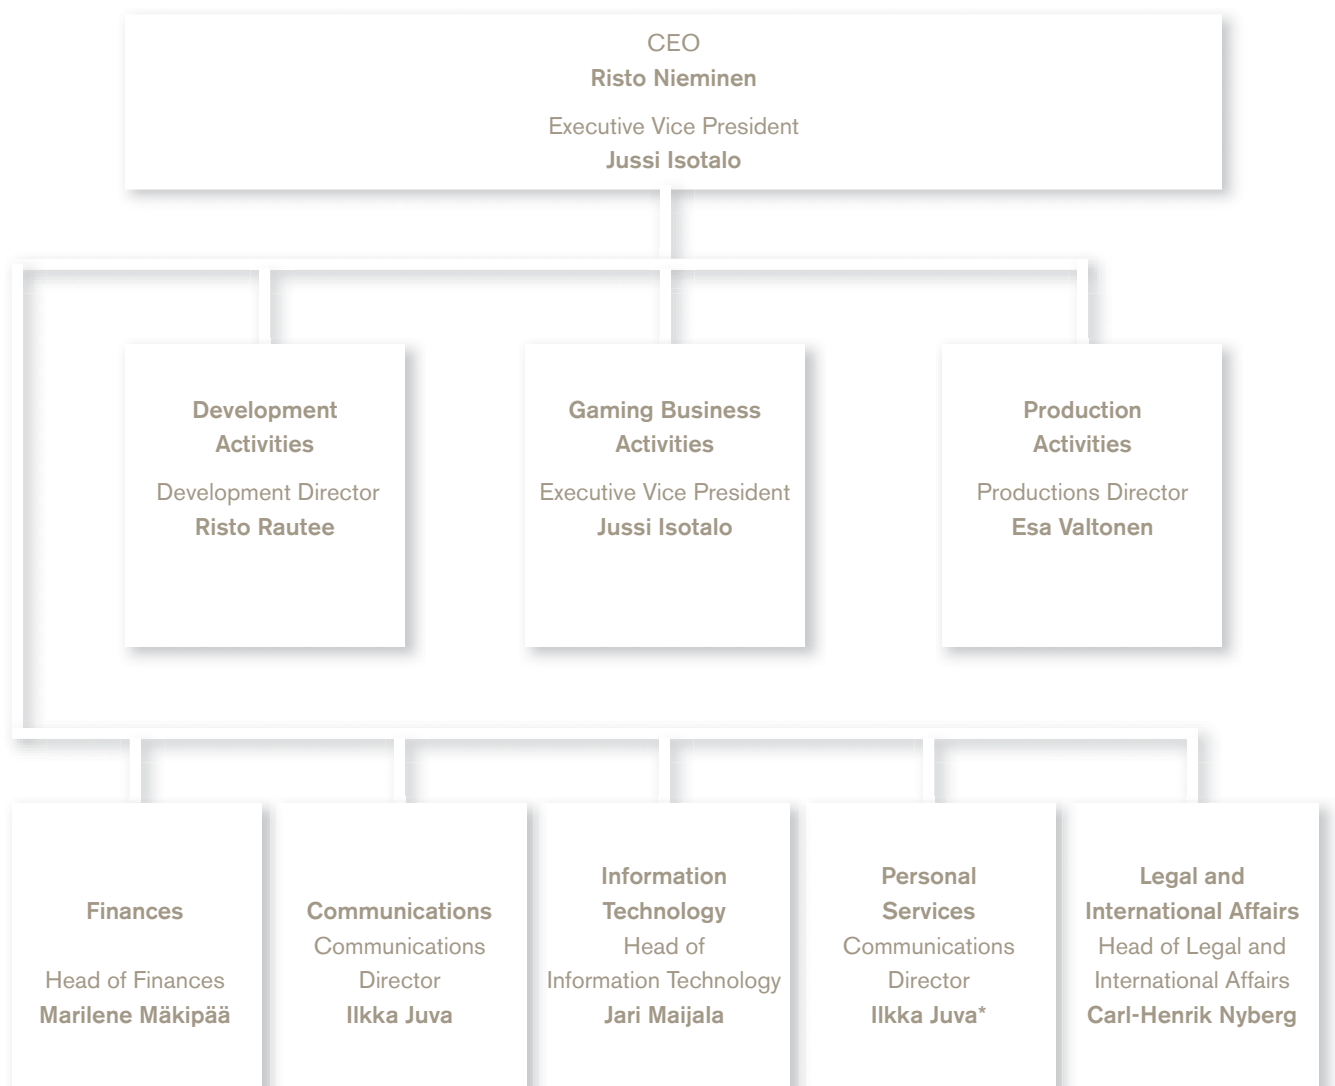 CEO
Risto Nieminen
Executive Vice President
Jussi Isotalo
Development
Activities
Development Director
Risto Rautee
Gaming Business
Activities
Executive Vice President
Jussi Isotalo
Production
Activities
Productions Director
Esa Valtonen
Finances
Head of Finances
Marilene Mäkipää
Communications
Communications
Director
Ilkka Juva
Information
Technology
Head of
Information Technology
Jari Maijala
Personal
Services
Communications
Director
Ilkka Juva*
Legal and
International Affairs
Head of Legal and
International Affairs
Carl-Henrik Nyberg